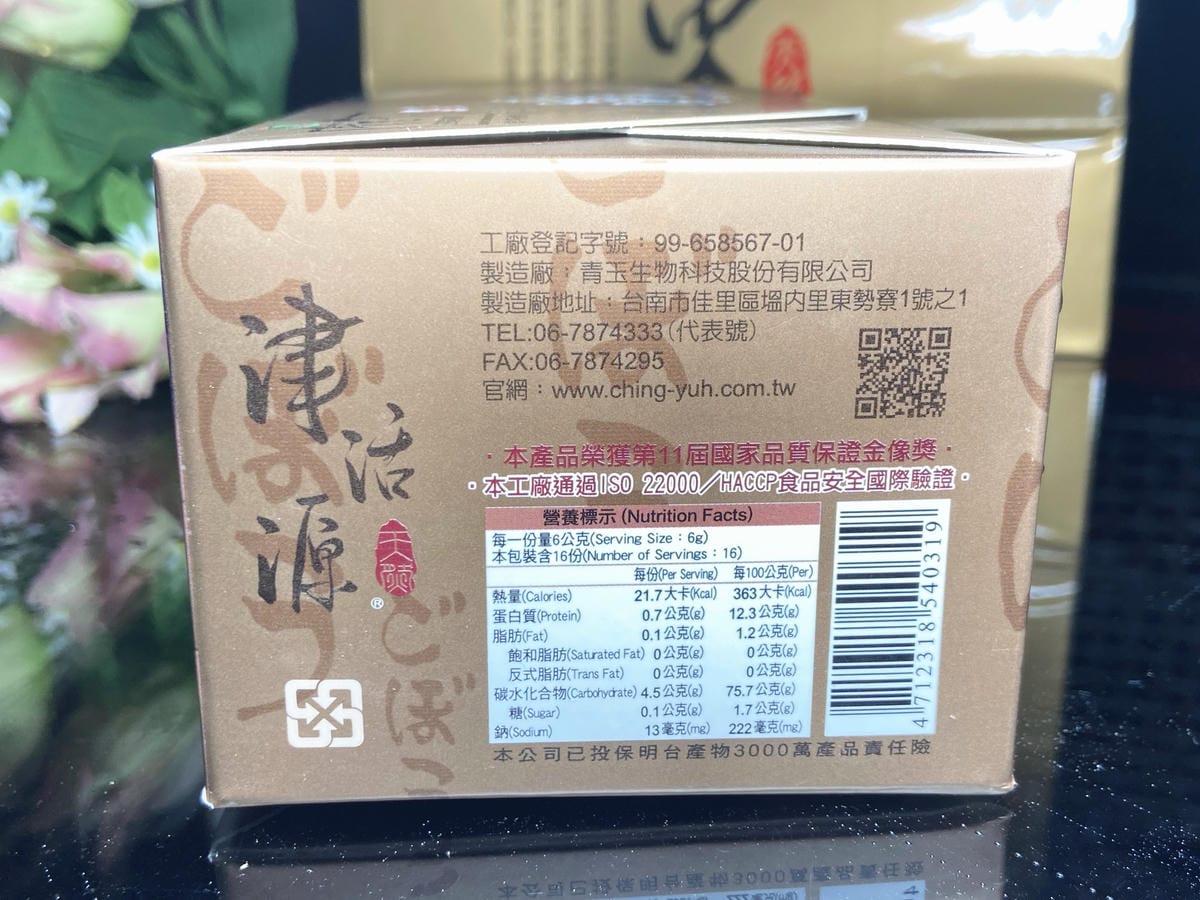 工廠登記字號：99-658567-01
製造廠：青玉生物科技股份有限公司
製造廠地址：台南市佳里區塭內里東勢寮1號之1
TEL:06-7874333(代表號)
FAX:06-7874295
官網：www.ching-yuh.com.tw
津活源
®
ごぼう
・本產品榮獲第11屆國家品質保證金像獎・
・本工廠通過ISO 22000／HACCP食品安全國際驗證・
營養標示 (Nutrition Facts)
每一份量6公克(Serving Size：6g)
本包裝含16份(Number of Servings：16)
每份(Per Serving) 每100公克(Per)
熱量(Calories) 21.7大卡(Kcal) 363大卡(Kcal)
蛋白質(Protein) 0.7公克(g) 12.3公克(g)
脂肪(Fat) 0.1公克(g) 1.2公克(g)
飽和脂肪(Saturated Fat) 0公克(g) 0公克(g)
反式脂肪(Trans Fat) 0公克(g) 0公克(g)
碳水化合物(Carbohydrate) 4.5公克(g) 75.7公克(g)
糖(Sugar) 0.1公克(g) 1.7公克(g)
鈉(Sodium) 13毫克(mg) 222毫克(mg)
4712318540319
本公司已投保明台產物3000萬產品責任險